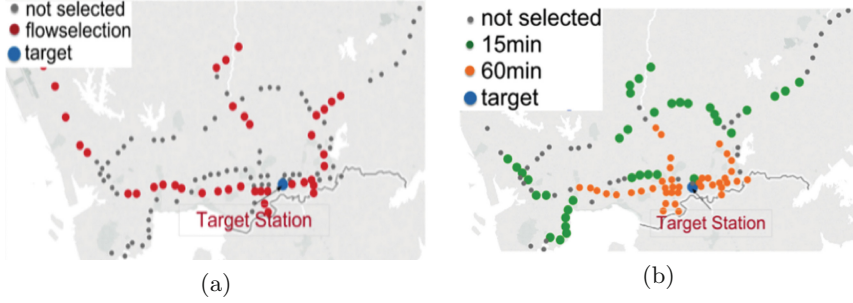 not selected
flowselection
target
Target Station
(a)
not selected
15min
60min
target
Target Station
(b)